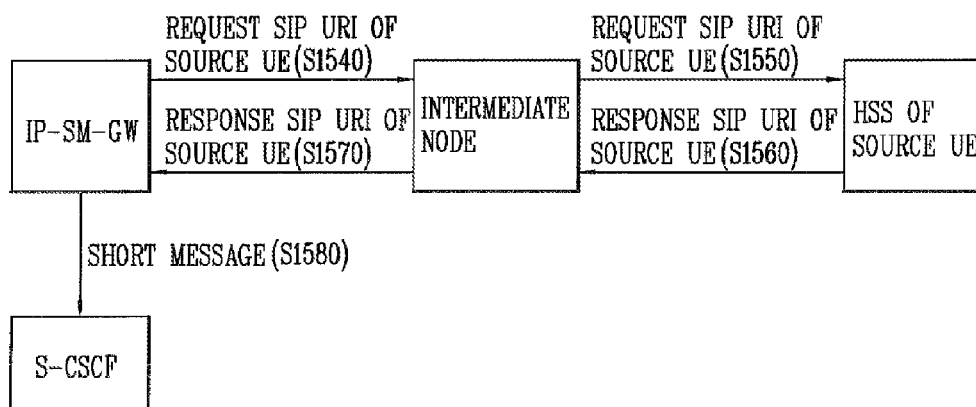 REQUEST SIP URI OF
SOURCE UE(S1540)
REQUEST SIP URI OF
SOURCE UE(S1550)
IP-SM-GW
INTERMEDIATE
NODE
HSS OF
SOURCE UE
RESPONSE SIP URI OF
SOURCE UE(S1570)
RESPONSE SIP URI OF
SOURCE UE(S1560)
SHORT MESSAGE(S1580)
S-CSCF